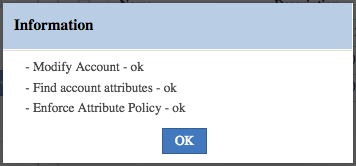 Information
- Modify Account - ok
- Find account attributes - ok
- Enforce Attribute Policy - ok
OK